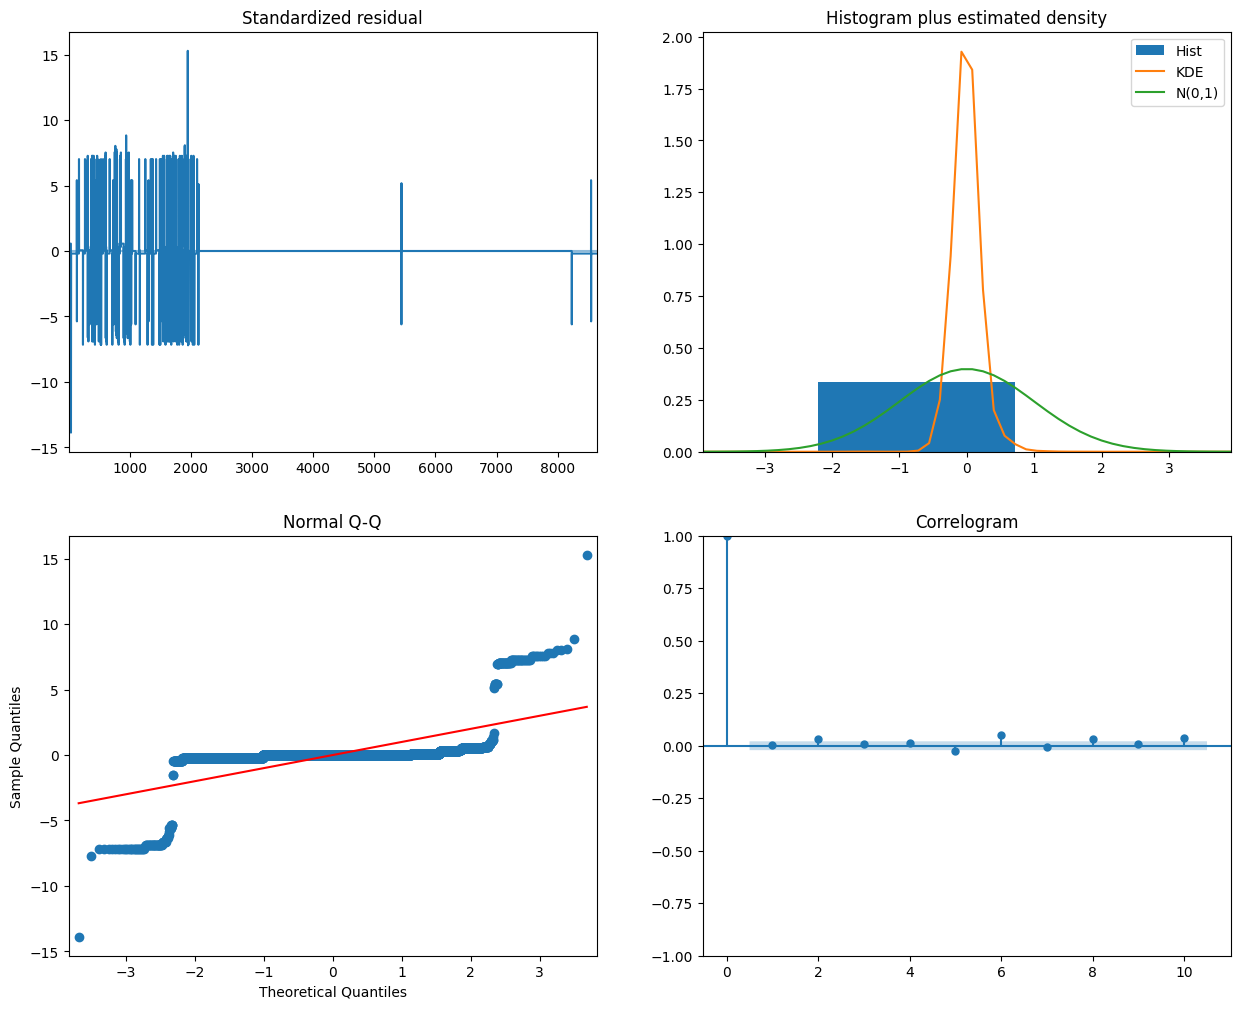 Standardized residual
15
10
5
0
−5
−10
−15
1000 2000 3000 4000 5000 6000 7000 8000
Histogram plus estimated density
2.00
1.75
1.50
1.25
1.00
0.75
0.50
0.25
0.00
−3 −2 −1 0 1 2 3
Hist
KDE
N(0,1)
Normal Q-Q
Sample Quantiles
15
10
5
0
−5
−10
−15
−3 −2 −1 0 1 2 3
Theoretical Quantiles
Correlogram
1.00
0.75
0.50
0.25
0.00
−0.25
−0.50
−0.75
−1.00
0 2 4 6 8 10